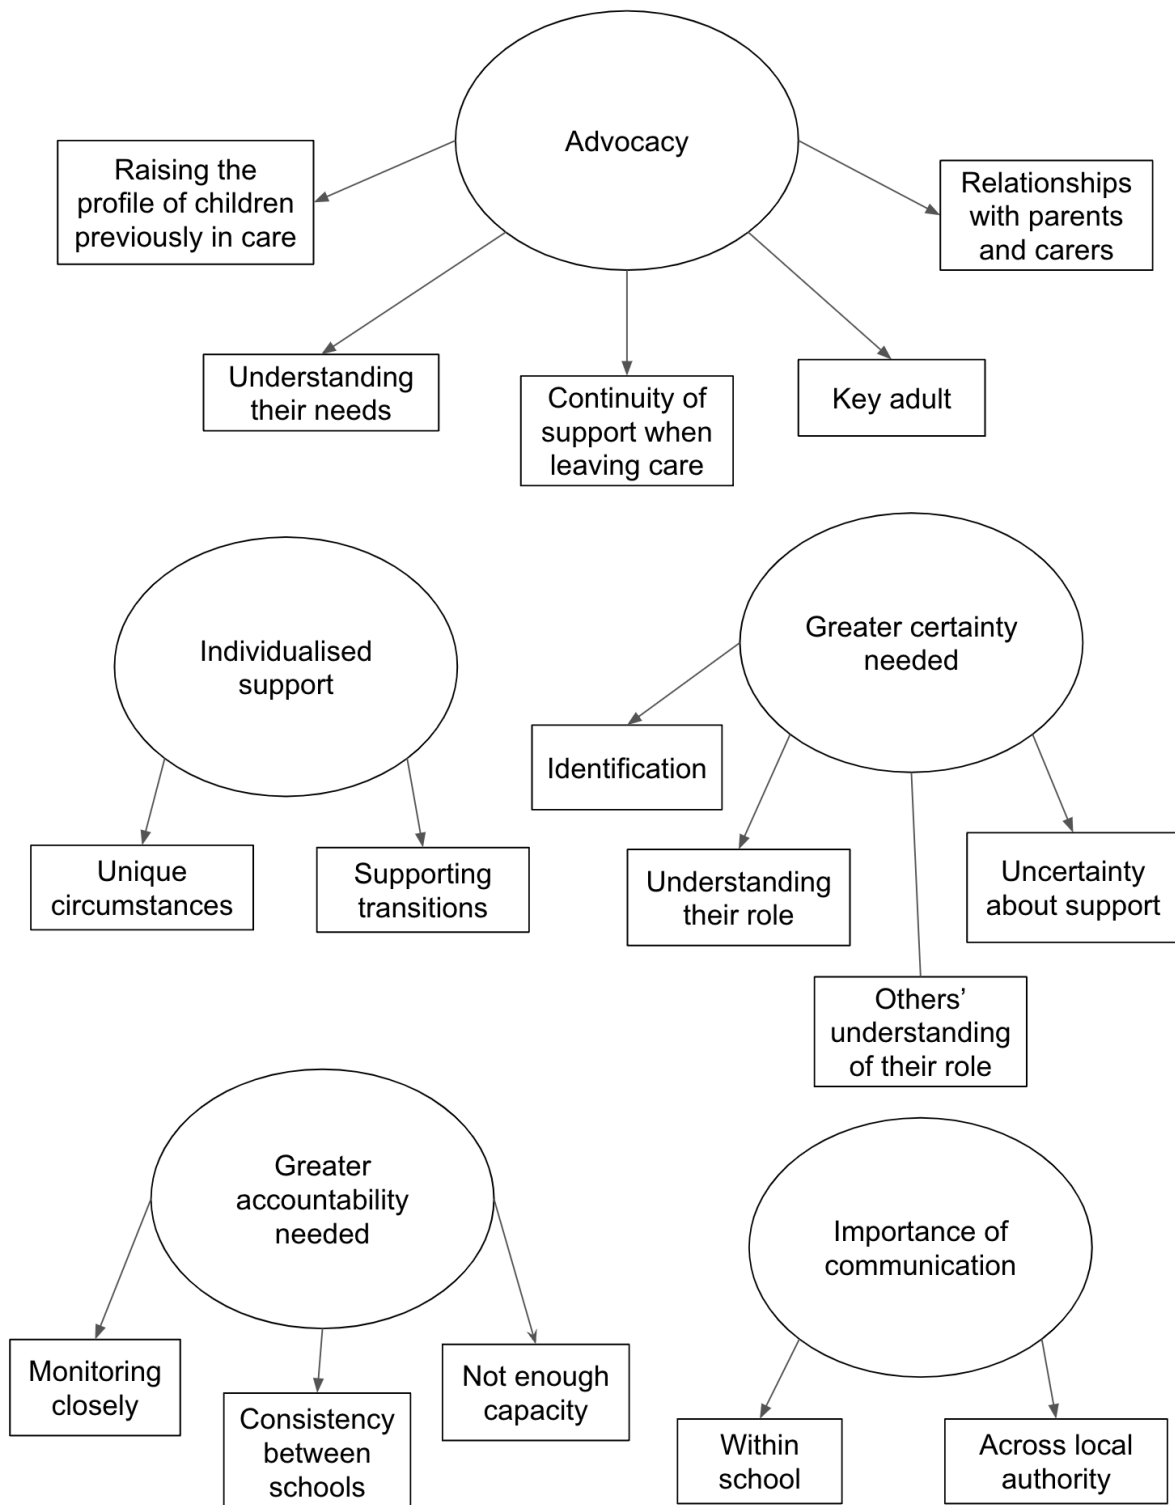 Advocacy
Raising the
profile of children
previously in care
Relationships
with parents
and carers
Understanding
their needs
Continuity of
support when
leaving care
Key adult
Individualised
support
Unique
circumstances
Supporting
transitions
Greater certainty
needed
Identification
Understanding
their role
Others’
understanding
of their role
Uncertainty
about support
Greater
accountability
needed
Monitoring
closely
Consistency
between
schools
Not enough
capacity
Importance of
communication
Within
school
Across local
authority